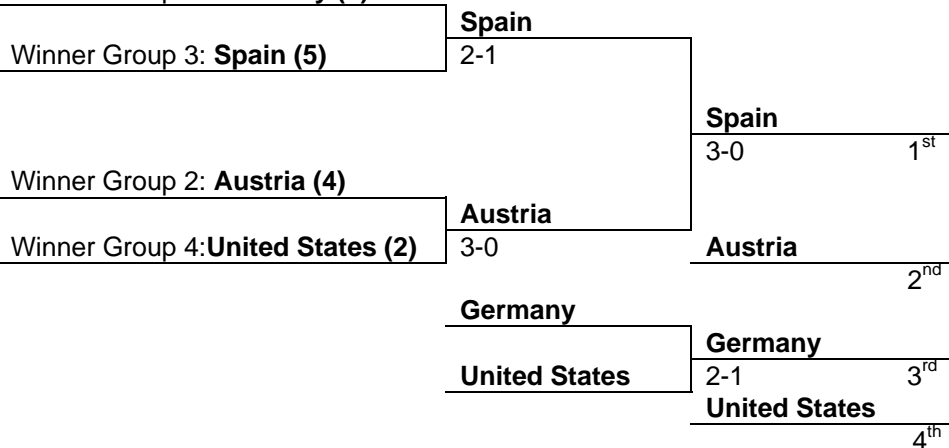 Spain
Winner Group 3: Spain (5)
2-1
Spain
3-0
1st
Winner Group 2: Austria (4)
Austria
Winner Group 4:United States (2)
3-0
Austria
2nd
Germany
Germany
United States
2-1
3rd
United States
4th